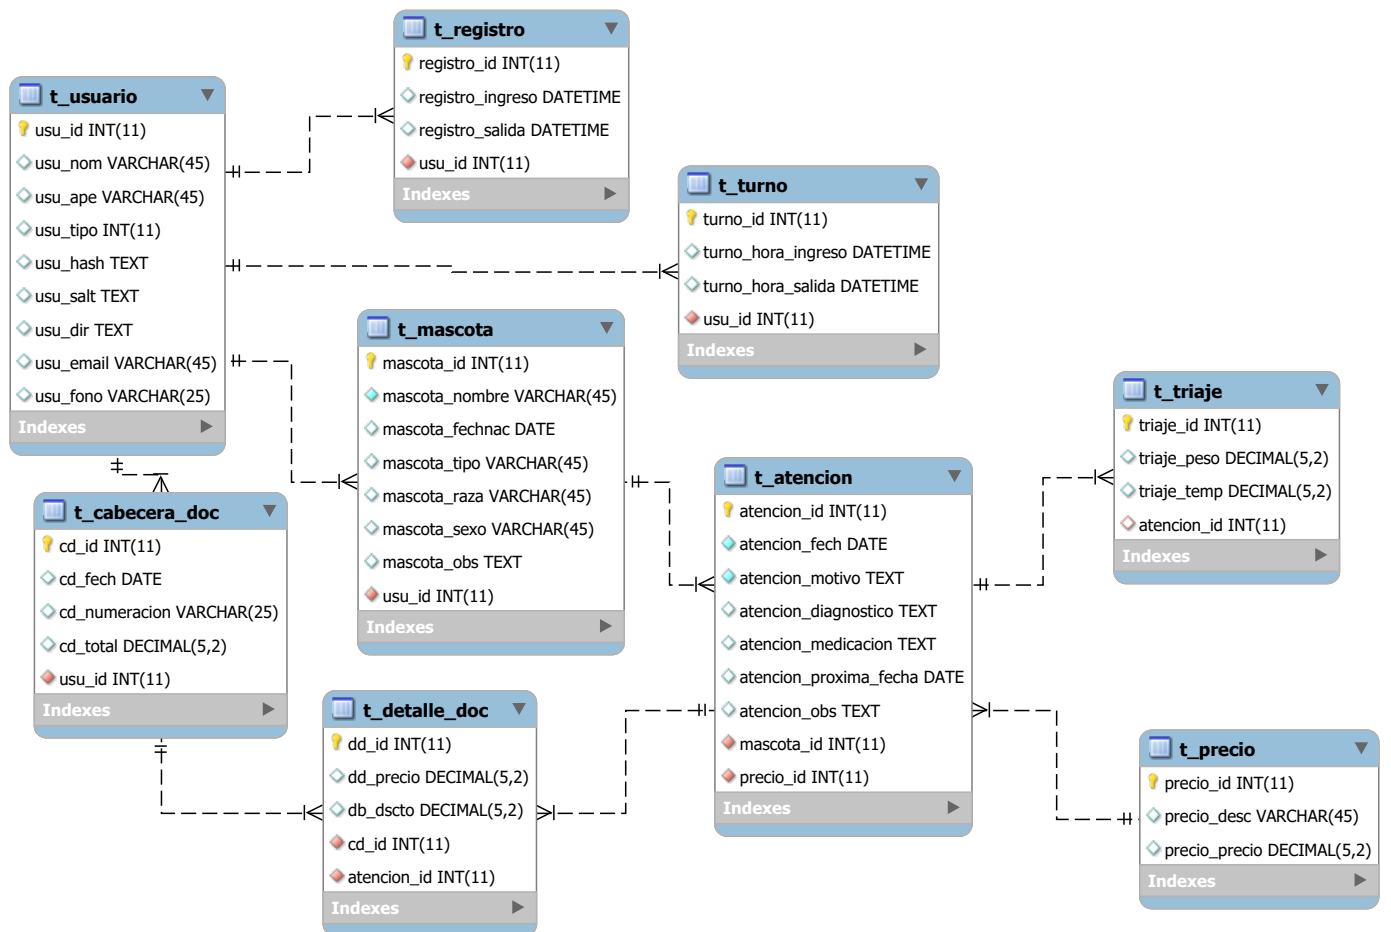 t_registro
registro_id INT(11)
registro_ingreso DATETIME
registro_salida DATETIME
usu_id INT(11)
Indexes
t_usuario
usu_id INT(11)
usu_nom VARCHAR(45)
usu_ape VARCHAR(45)
usu_tipo INT(11)
usu_hash TEXT
usu_salt TEXT
usu_dir TEXT
usu_email VARCHAR(45)
usu_fono VARCHAR(25)
Indexes
t_turno
turno_id INT(11)
turno_hora_ingreso DATETIME
turno_hora_salida DATETIME
usu_id INT(11)
Indexes
t_mascota
mascota_id INT(11)
mascota_nombre VARCHAR(45)
mascota_fechnac DATE
mascota_tipo VARCHAR(45)
mascota_raza VARCHAR(45)
mascota_sexo VARCHAR(45)
mascota_obs TEXT
usu_id INT(11)
Indexes
t_triaje
triaje_id INT(11)
triaje_peso DECIMAL(5,2)
triaje_temp DECIMAL(5,2)
atencion_id INT(11)
Indexes
t_atencion
atencion_id INT(11)
atencion_fech DATE
atencion_motivo TEXT
atencion_diagnostico TEXT
atencion_medicacion TEXT
atencion_proxima_fecha DATE
atencion_obs TEXT
mascota_id INT(11)
precio_id INT(11)
Indexes
t_cabecera_doc
cd_id INT(11)
cd_fech DATE
cd_numeracion VARCHAR(25)
cd_total DECIMAL(5,2)
usu_id INT(11)
Indexes
t_detalle_doc
dd_id INT(11)
dd_precio DECIMAL(5,2)
db_dscto DECIMAL(5,2)
cd_id INT(11)
atencion_id INT(11)
Indexes
t_precio
precio_id INT(11)
precio_desc VARCHAR(45)
precio_precio DECIMAL(5,2)
Indexes